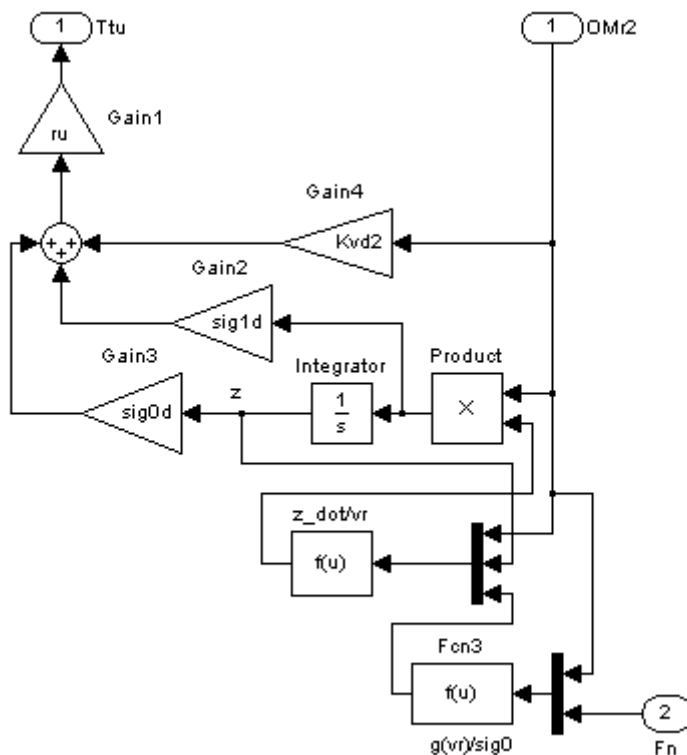 1 Ttu
1 OMr2
Gain1
ru
Gain4
+ + +
Kvd2
Gain2
sig1d
Product
Gain3
Integrator
z
sig0d
1
s
×
z_dot/vr
f(u)
Fcn3
f(u)
2
g(vr)/sig0
Fn